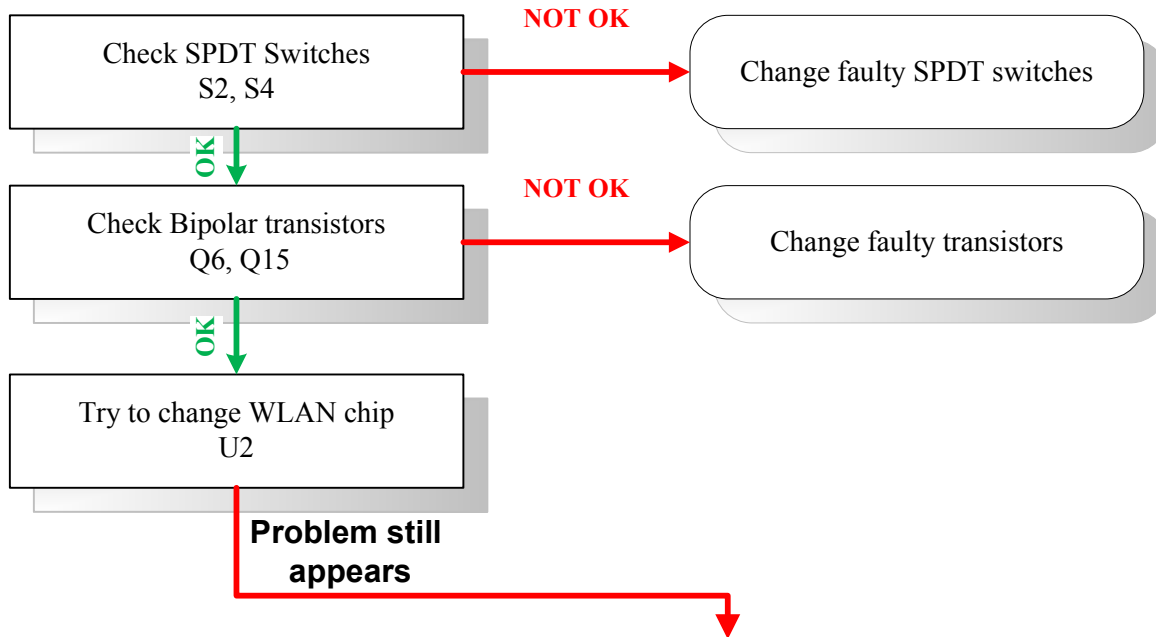 NOT OK
Check SPDT Switches
S2, S4
Change faulty SPDT switches
OK
NOT OK
Check Bipolar transistors
Q6, Q15
Change faulty transistors
OK
Try to change WLAN chip
U2
Problem still
appears